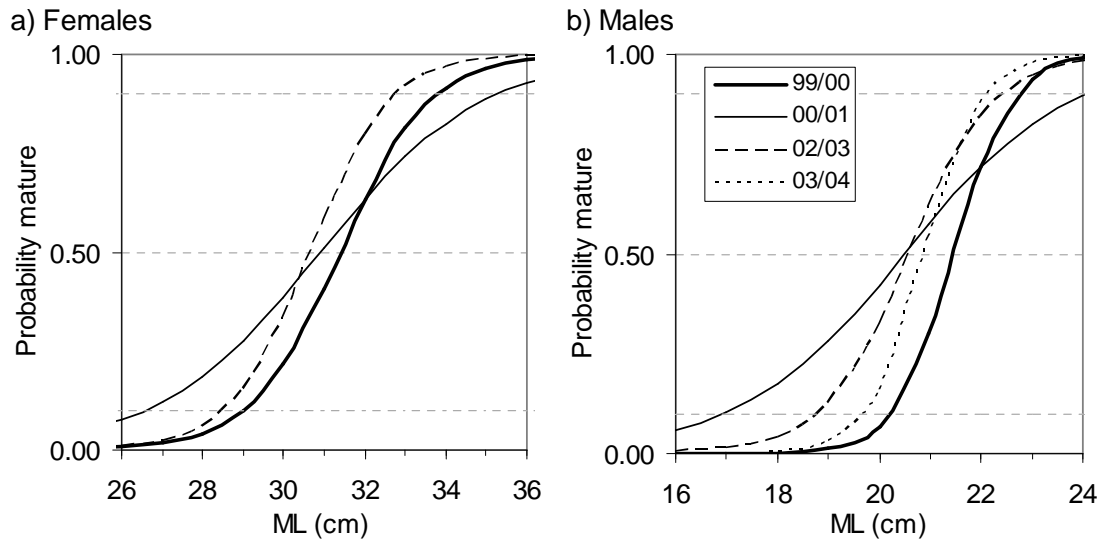 a) Females
1.00
0.50
0.00
Probability mature
26 28 30 32 34 36
ML (cm)
b) Males
1.00
0.50
0.00
Probability mature
99/00
00/01
02/03
03/04
16 18 20 22 24
ML (cm)